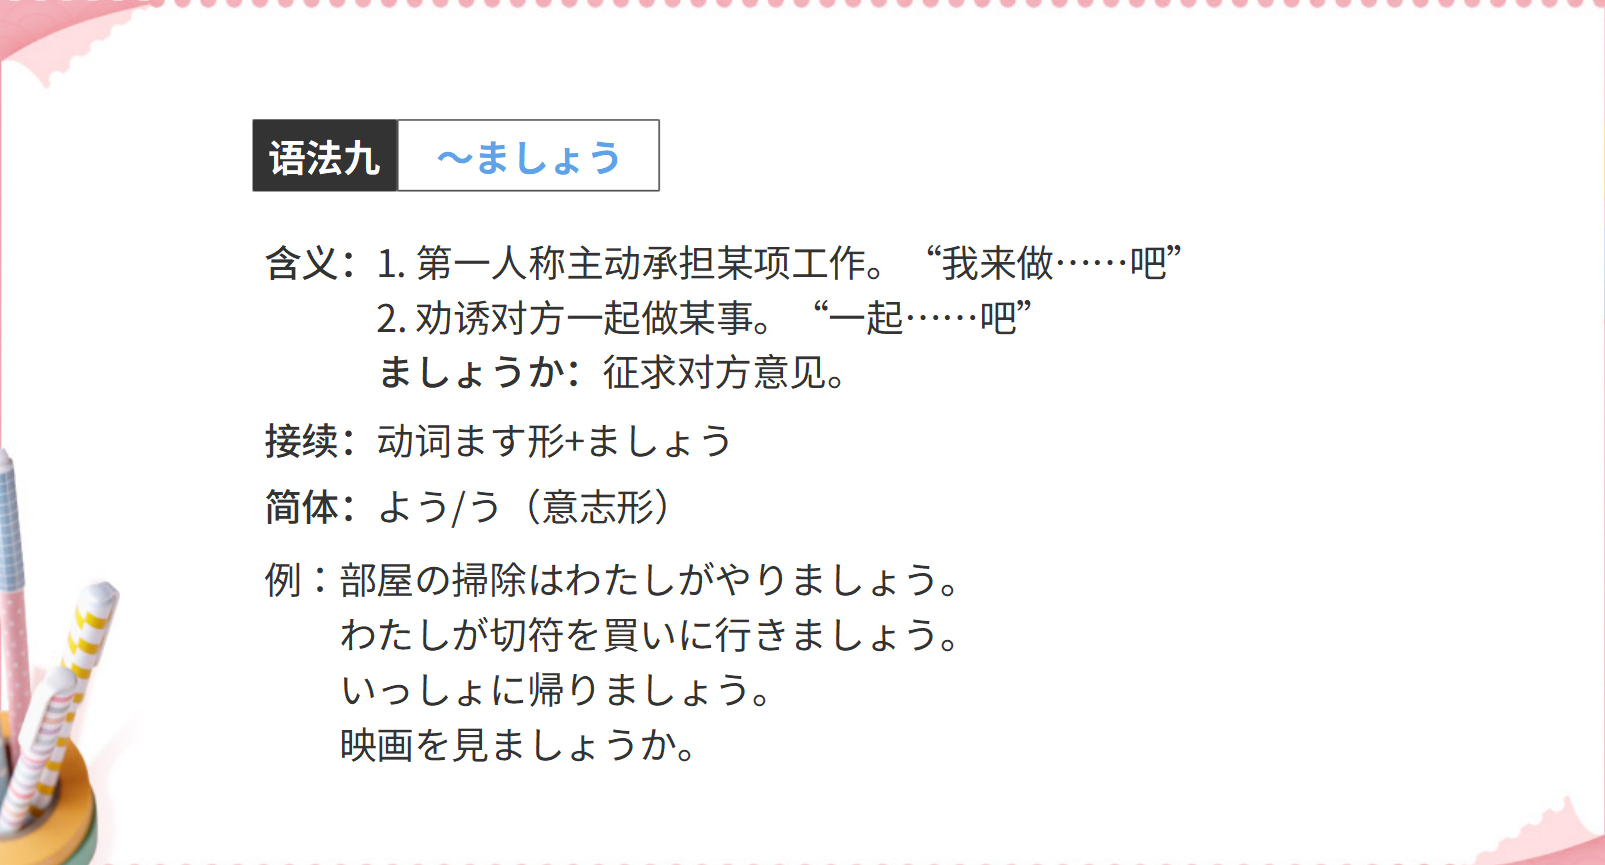 语法九 ～ましょう
含义：1. 第一人称主动承担某项工作。“我来做……吧”
2. 劝诱对方一起做某事。“一起……吧”
ましょうか：征求对方意见。
接续：动词ます形+ましょう
简体：よう/う（意志形）
例：部屋の掃除はわたしがやりましょう。
わたしが切符を買いに行きましょう。
いっしょに帰りましょう。
映画を見ましょうか。